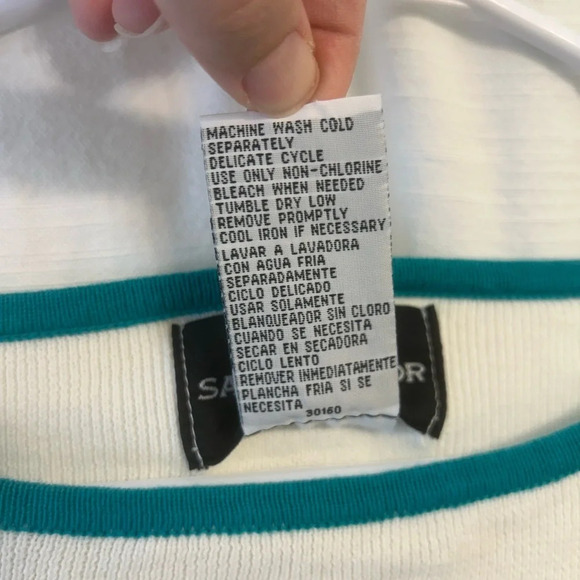 MACHINE WASH COLD
SEPARATELY
DELICATE CYCLE
USE ONLY NON-CHLORINE
BLEACH WHEN NEEDED
TUMBLE DRY LOW
REMOVE PROMPTLY
COOL IRON IF NECESSARY
LAVAR A LAVADORA
CON AGUA FRIA
SEPARADAMENTE
CICLO DELICADO
USAR SOLAMENTE
BLANQUEADOR SIN CLORO
CUANDO SE NECESITA
SECAR EN SECADORA
CICLO LENTO
REMOVER INMEDIATAMENTE
PLANCHA FRIA SI SE
NECESITA
30160